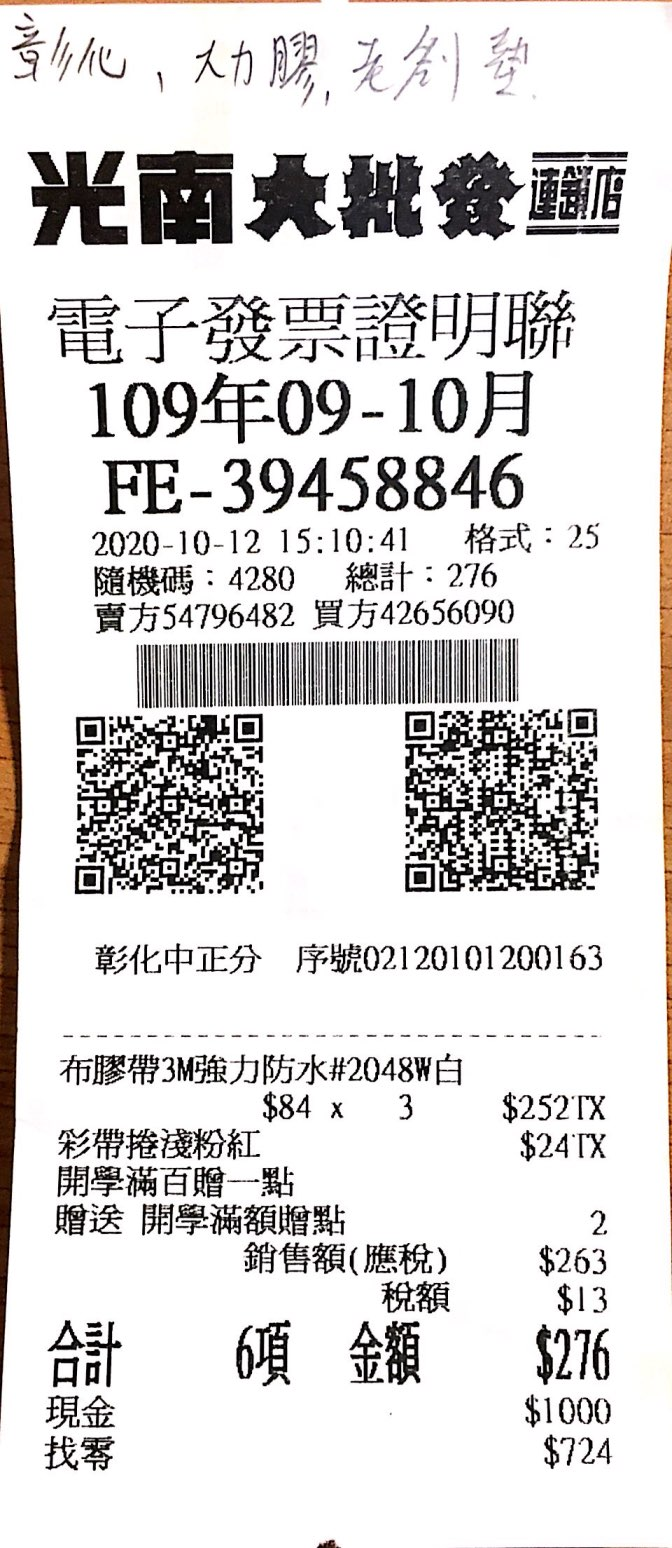 彰化、大力膠,老創墊
光南大批發連鎖店
電子發票證明聯
109年09-10月
FE-39458846
2020-10-12 15:10:41 格式：25
隨機碼：4280 總計：276
賣方54796482 買方42656090
彰化中正分 序號02120101200163
布膠帶3M強力防水#2048W白
$84 x 3 $252TX
彩帶捲淺粉紅 $24TX
開學滿百贈一點
贈送 開學滿額贈點 2
銷售額(應稅) $263
稅額 $13
合計 6項 金額 $276
現金 $1000
找零 $724